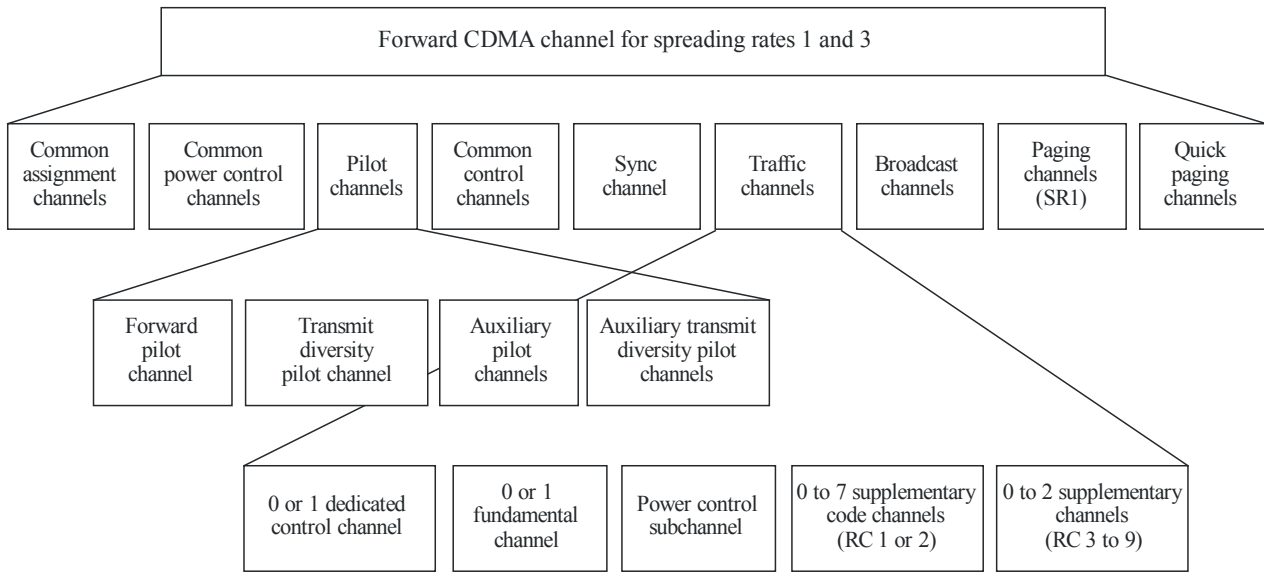 Forward CDMA channel for spreading rates 1 and 3
Common
assignment
channels
Common
power control
channels
Pilot
channels
Common
control
channels
Sync
channel
Traffic
channels
Broadcast
channels
Paging
channels
(SR1)
Quick
paging
channels
Forward
pilot
channel
Transmit
diversity
pilot channel
Auxiliary
pilot
channels
Auxiliary transmit
diversity pilot
channels
0 or 1 dedicated
control channel
0 or 1
fundamental
channel
Power control
subchannel
0 to 7 supplementary
code channels
(RC 1 or 2)
0 to 2 supplementary
channels
(RC 3 to 9)